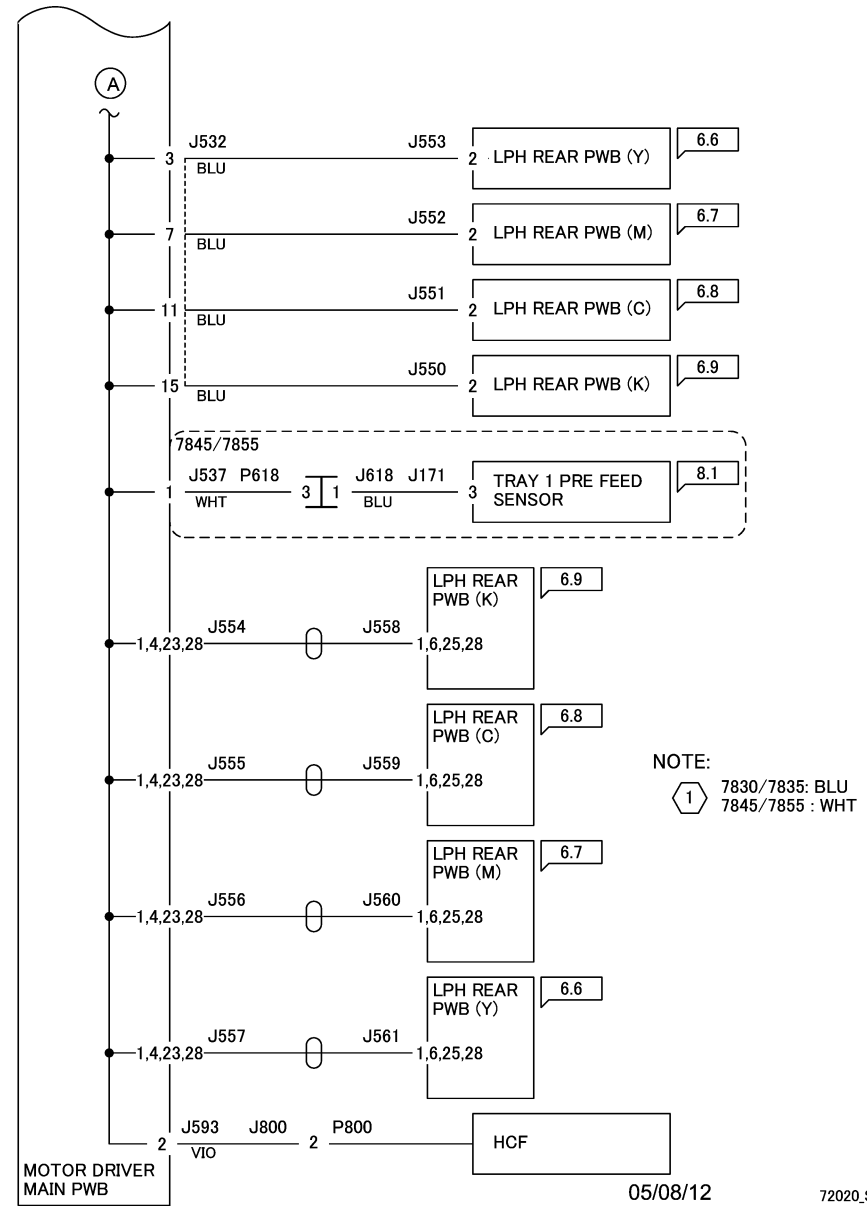 A
J532 J553 6.6
3 BLU 2 LPH REAR PWB (Y)
J552 6.7
7 BLU 2 LPH REAR PWB (M)
J551 6.8
11 BLU 2 LPH REAR PWB (C)
J550 6.9
15 BLU 2 LPH REAR PWB (K)
7845/7855
J537 P618 J618 J171 8.1
1 WHT 3 1 BLU 3 TRAY 1 PRE FEED
SENSOR
LPH REAR 6.9
PWB (K)
J554 J558
1,4,23,28 1,6,25,28
LPH REAR 6.8
PWB (C)
J555 J559
1,4,23,28 1,6,25,28
NOTE:
1 7830/7835: BLU
7845/7855 : WHT
LPH REAR 6.7
PWB (M)
J556 J560
1,4,23,28 1,6,25,28
LPH REAR 6.6
PWB (Y)
J557 J561
1,4,23,28 1,6,25,28
J593 J800 P800
2 VIO 2 HCF
MOTOR DRIVER
MAIN PWB
05/08/12